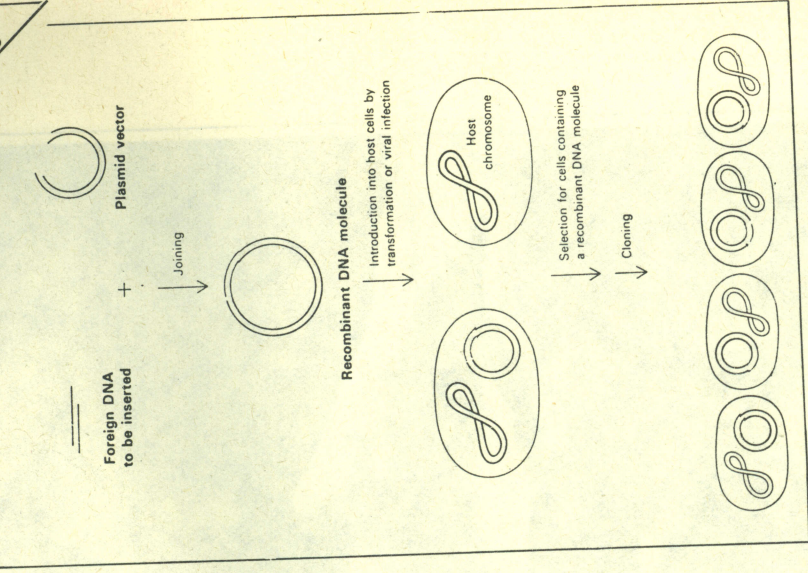 Foreign DNA
to be inserted
+
Plasmid vector
Joining
Recombinant DNA molecule
Introduction into host cells by
transformation or viral infection
Host
chromosome
Selection for cells containing
a recombinant DNA molecule
Cloning